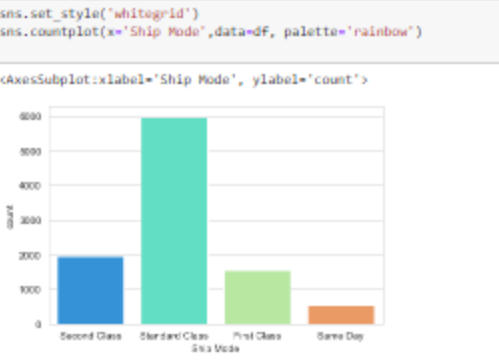 sns.set_style('whitegrid')
sns.countplot(x='Ship Mode',data=df, palette='rainbow')
<AxesSubplot:xlabel='Ship Mode', ylabel='count'>
6000
5000
4000
3000
2000
1000
0
count
Second Class Standard Class First Class Same Day
Ship Mode